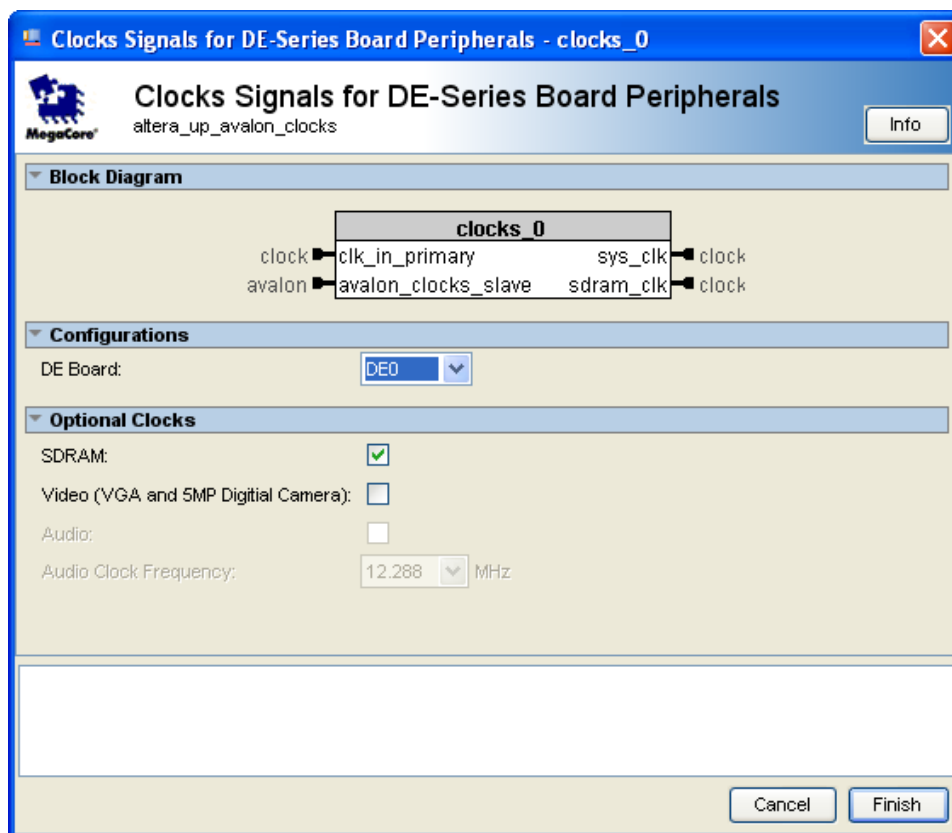 Clocks Signals for DE-Series Board Peripherals - clocks_0
Clocks Signals for DE-Series Board Peripherals
altera_up_avalon_clocks
MegaCore®
Info
Block Diagram
clocks_0
clock clk_in_primary sys_clk clock
avalon avalon_clocks_slave sdram_clk clock
Configurations
DE Board: DE0
Optional Clocks
SDRAM:
Video (VGA and 5MP Digitial Camera):
Audio:
Audio Clock Frequency: 12.288 MHz
Cancel Finish